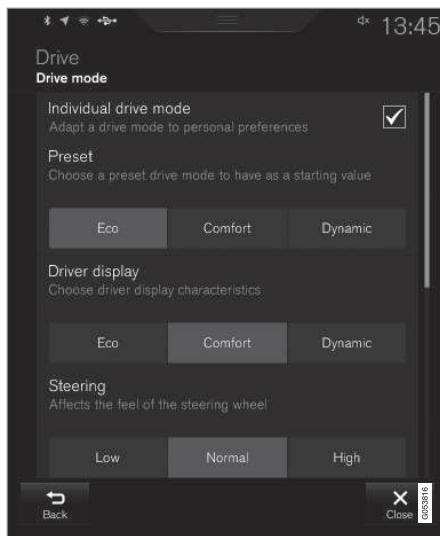 13:45
Drive
Drive mode
Individual drive mode
Adapt a drive mode to personal preferences
Preset
Choose a preset drive mode to have as a starting value
Eco Comfort Dynamic
Driver display
Choose driver display characteristics
Eco Comfort Dynamic
Steering
Affects the feel of the steering wheel
Low Normal High
Back Close
G053816